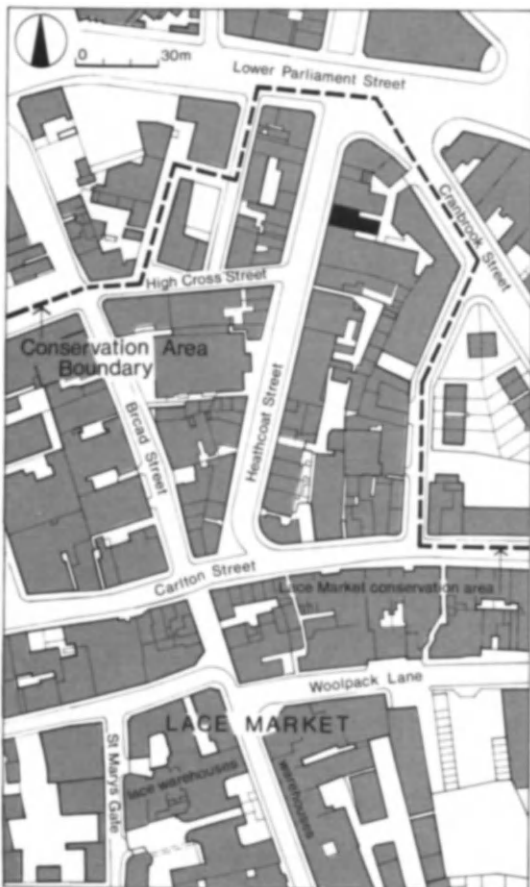 0 30m
Lower Parliament Street
Cranbrook Street
High Cross Street
Conservation Area
Boundary
Broad Street
Heathcoat Street
Carlton Street
Lace Market conservation area
Woolpack Lane
LACE MARKET
St Marys Gate
lace warehouses
warehouses